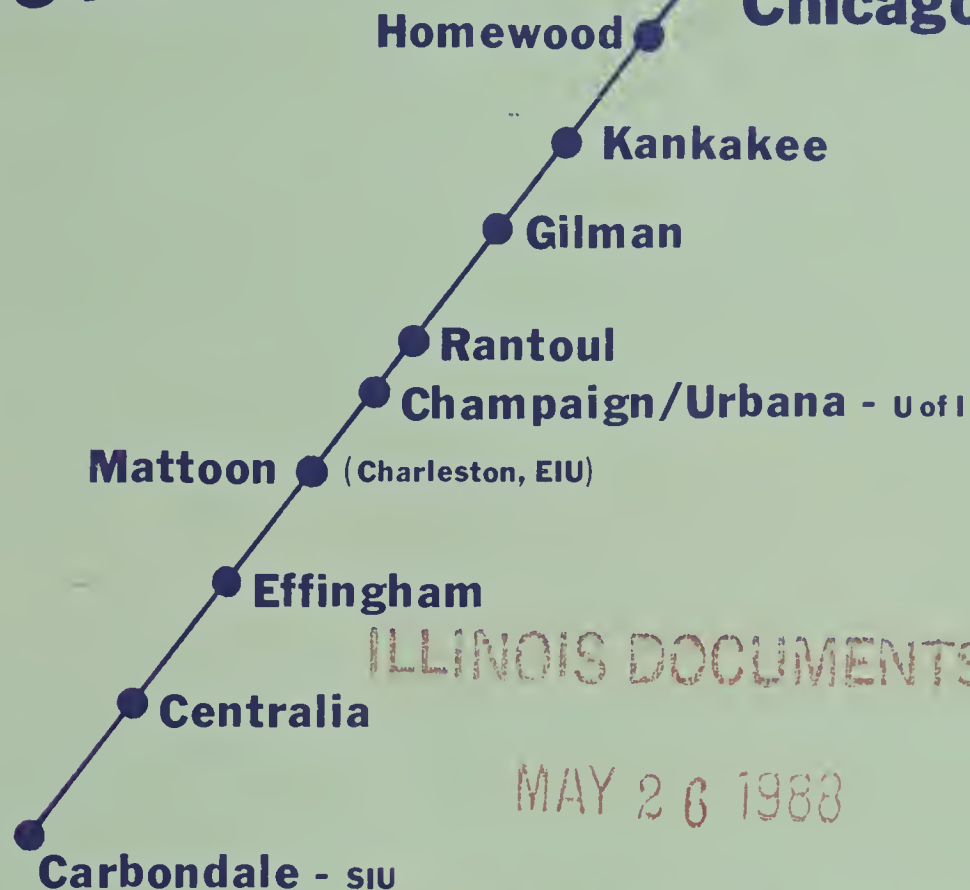 Chicago
Homewood
Kankakee
Gilman
Rantoul
Champaign/Urbana - U of I
Mattoon (Charleston, EIU)
Effingham
ILLINOIS DOCUMENTS
Centralia
MAY 26 1988
Carbondale - SIU